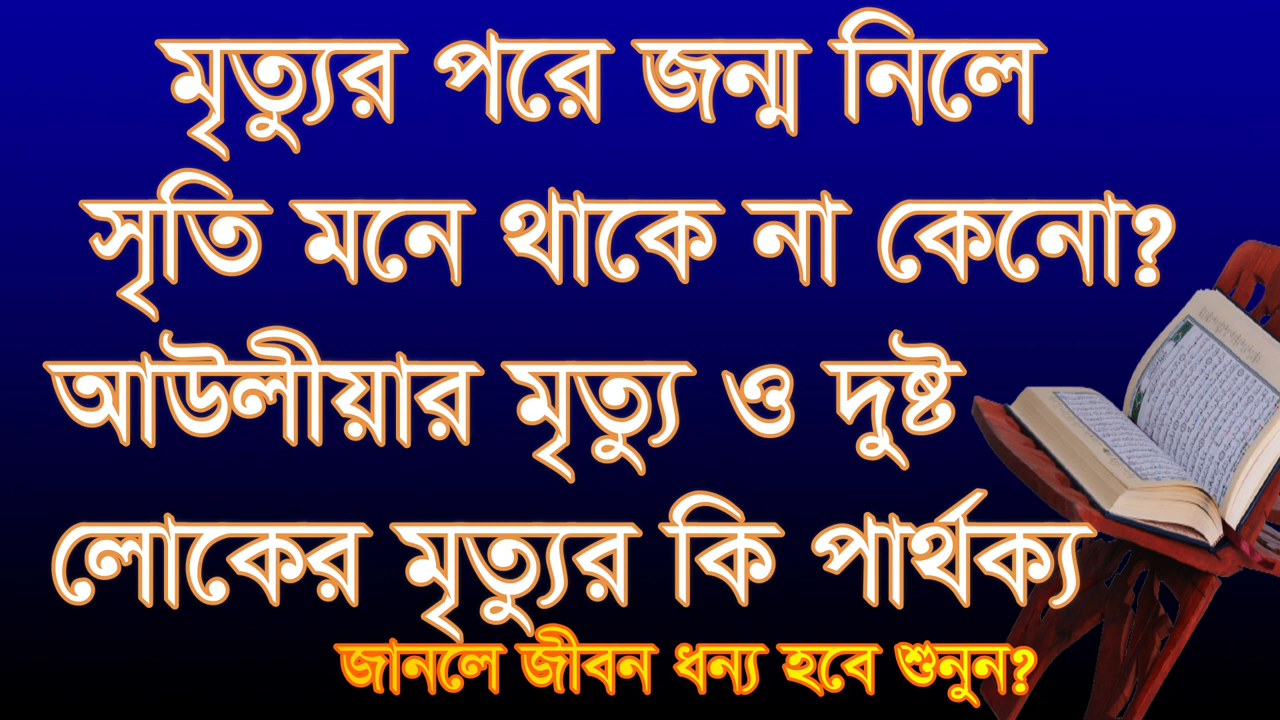 মৃত্যুর পরে জন্ম নিলে
সৃতি মনে থাকে না কেনো?
আউলীয়ার মৃত্যু ও দুষ্ট
লোকের মৃত্যুর কি পার্থক্য
জানলে জীবন ধন্য হবে শুনুন?